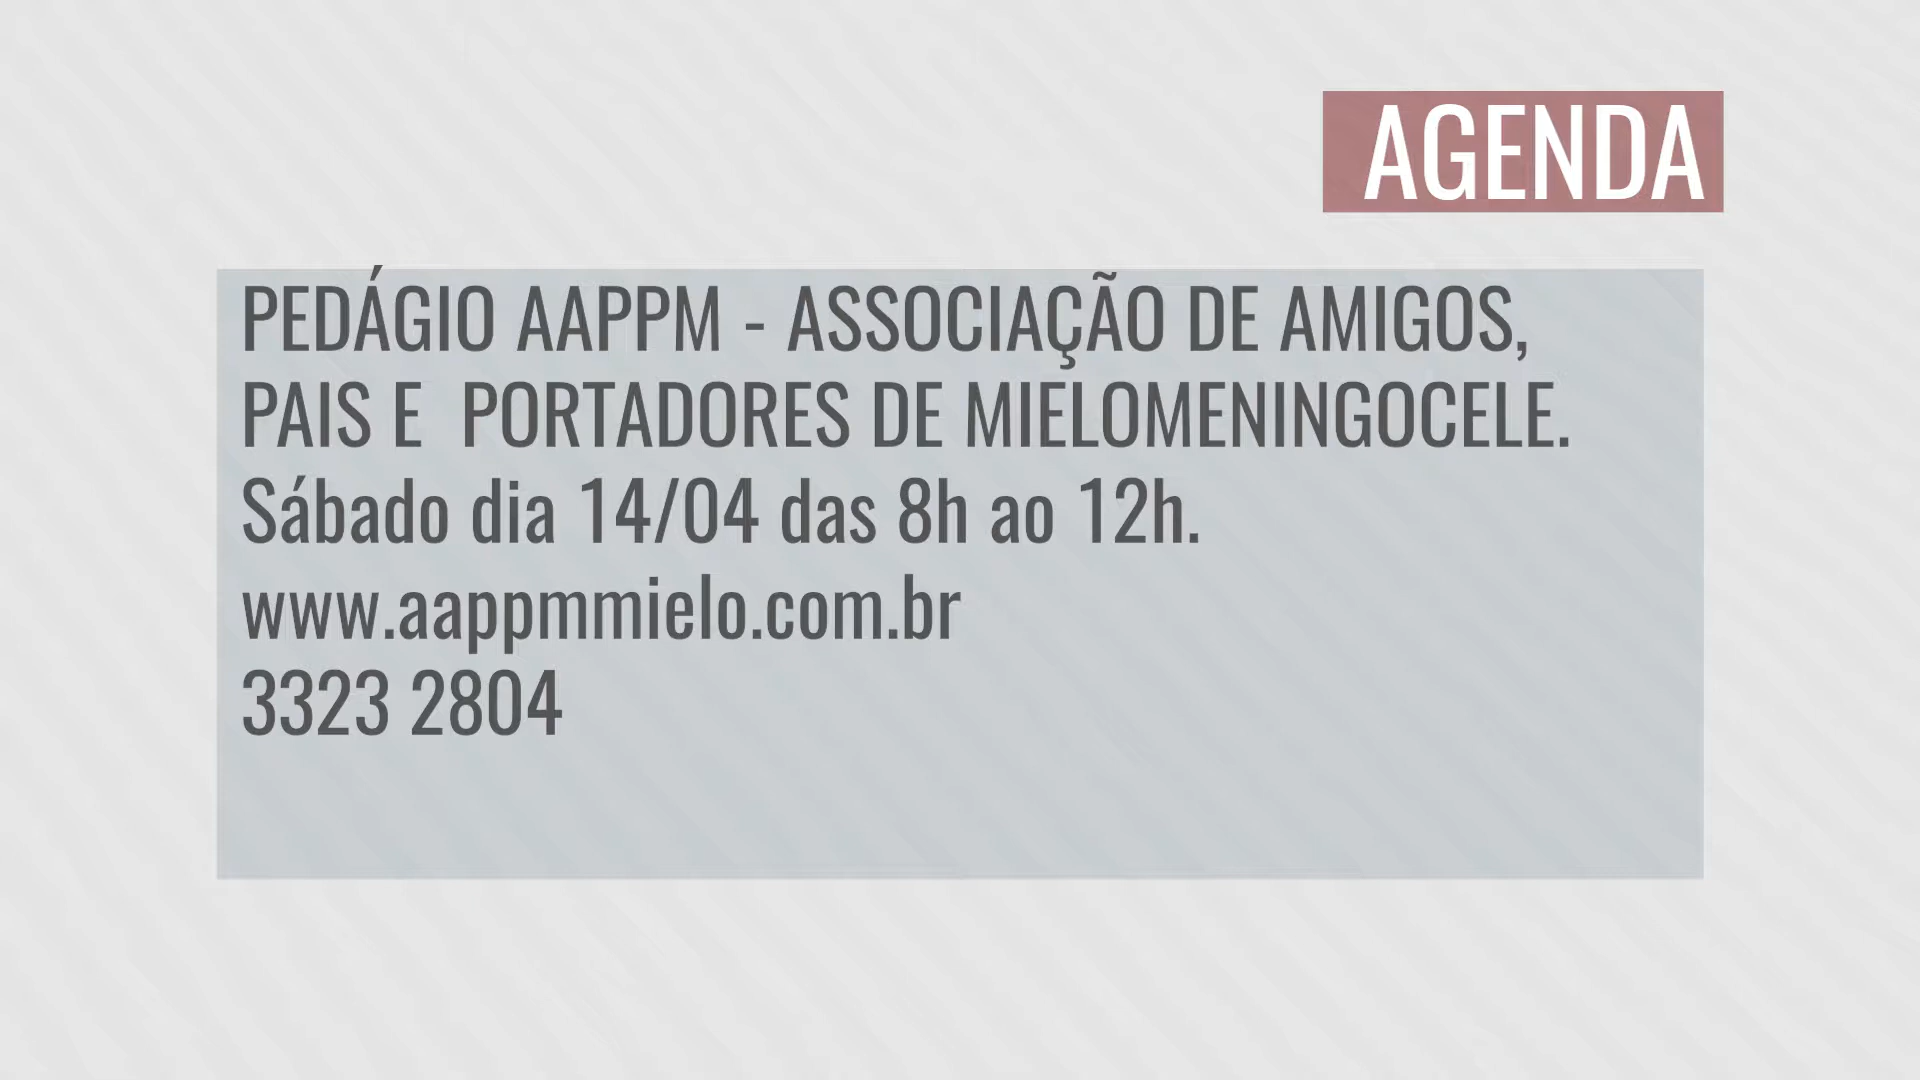 AGENDA
PEDÁGIO AAPPM - ASSOCIAÇÃO DE AMIGOS,
PAIS E  PORTADORES DE MIELOMENINGOCELE.
Sábado dia 14/04 das 8h ao 12h.
www.aappmmielo.com.br
3323 2804